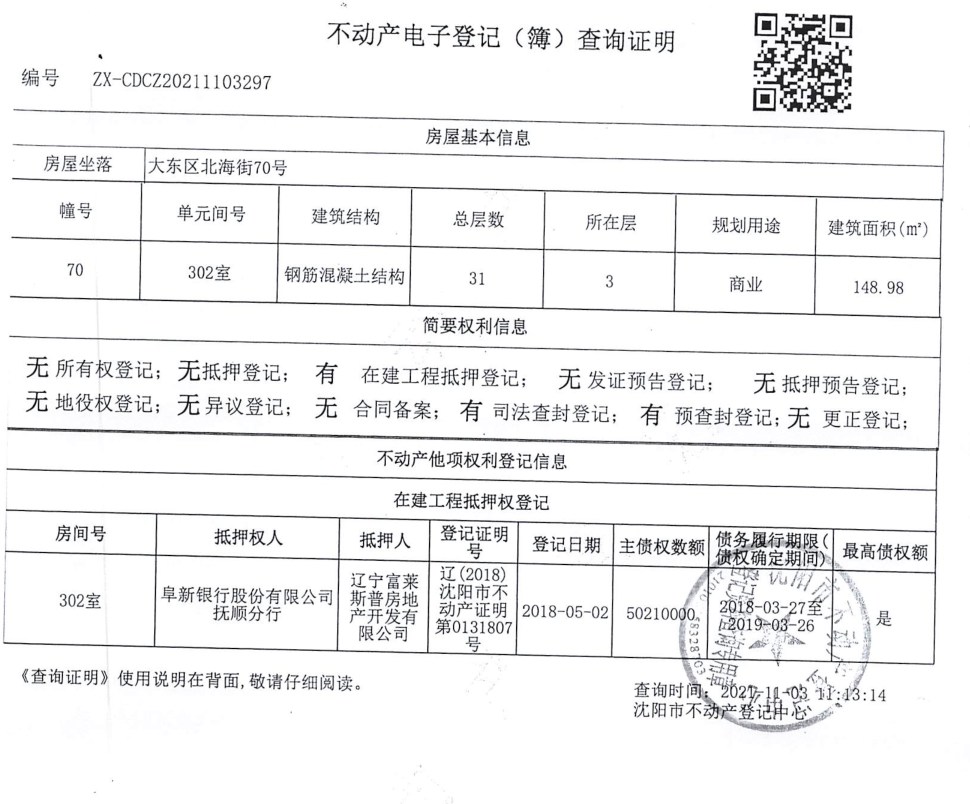 不动产电子登记（簿）查询证明
编号 ZX-CDCZ20211103297
房屋基本信息
房屋坐落 大东区北海街70号
幢号 单元间号 建筑结构 总层数 所在层 规划用途 建筑面积(㎡)
70 302室 钢筋混凝土结构 31 3 商业 148.98
简要权利信息
无 所有权登记； 无 抵押登记； 有 在建工程抵押登记； 无 发证预告登记； 无 抵押预告登记；
无 地役权登记； 无 异议登记； 无 合同备案； 有 司法查封登记； 有 预查封登记； 无 更正登记；
不动产他项权利登记信息
在建工程抵押权登记
房间号 抵押权人 抵押人 登记证明号 登记日期 主债权数额 债务履行期限(债权确定期间) 最高债权额
302室 阜新银行股份有限公司抚顺分行 辽宁富莱斯普房地产开发有限公司 辽(2018)沈阳市不动产证明第0131807号 2018-05-02 50210000 2018-03-27至2019-03-26 是
《查询证明》使用说明在背面,敬请仔细阅读。
查询时间：2021-11-03 11:13:14
沈阳市不动产登记中心